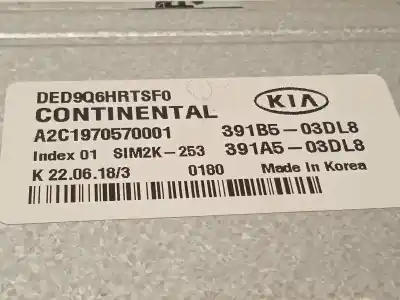 DED9Q6HRTSF0
CONTINENTAL KIA
A2C1970570001 391B5-03DL8
Index 01 SIM2K-253 391A5-03DL8
K 22.06.18/3 0180 Made in Korea